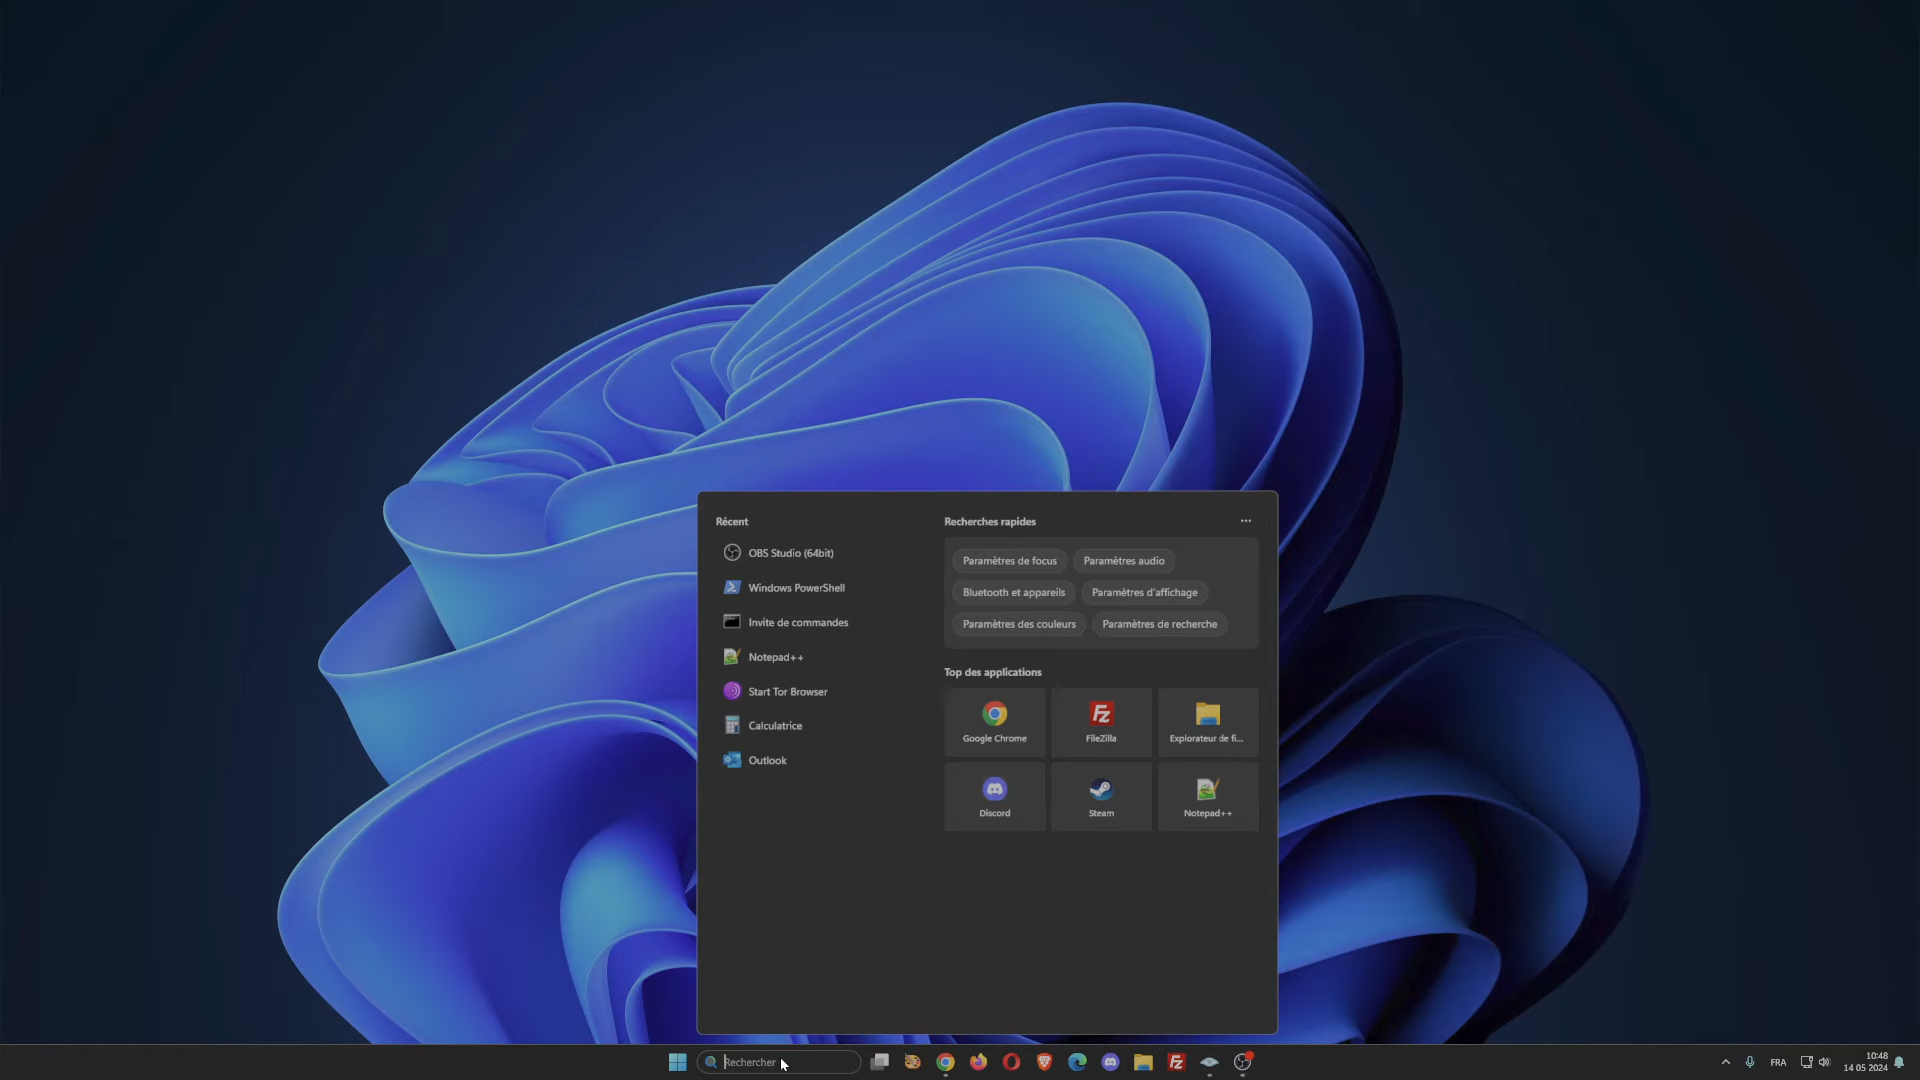 Récent
OBS Studio (64bit)
Windows PowerShell
Invite de commandes
Notepad++
Start Tor Browser
Calculatrice
Outlook
Recherches rapides
Paramètres de focus
Paramètres audio
Bluetooth et appareils
Paramètres d'affichage
Paramètres des couleurs
Paramètres de recherche
Top des applications
Google Chrome
FileZilla
Explorateur de fi...
Discord
Steam
Notepad++
Rechercher
FRA
10:48
14 05 2024